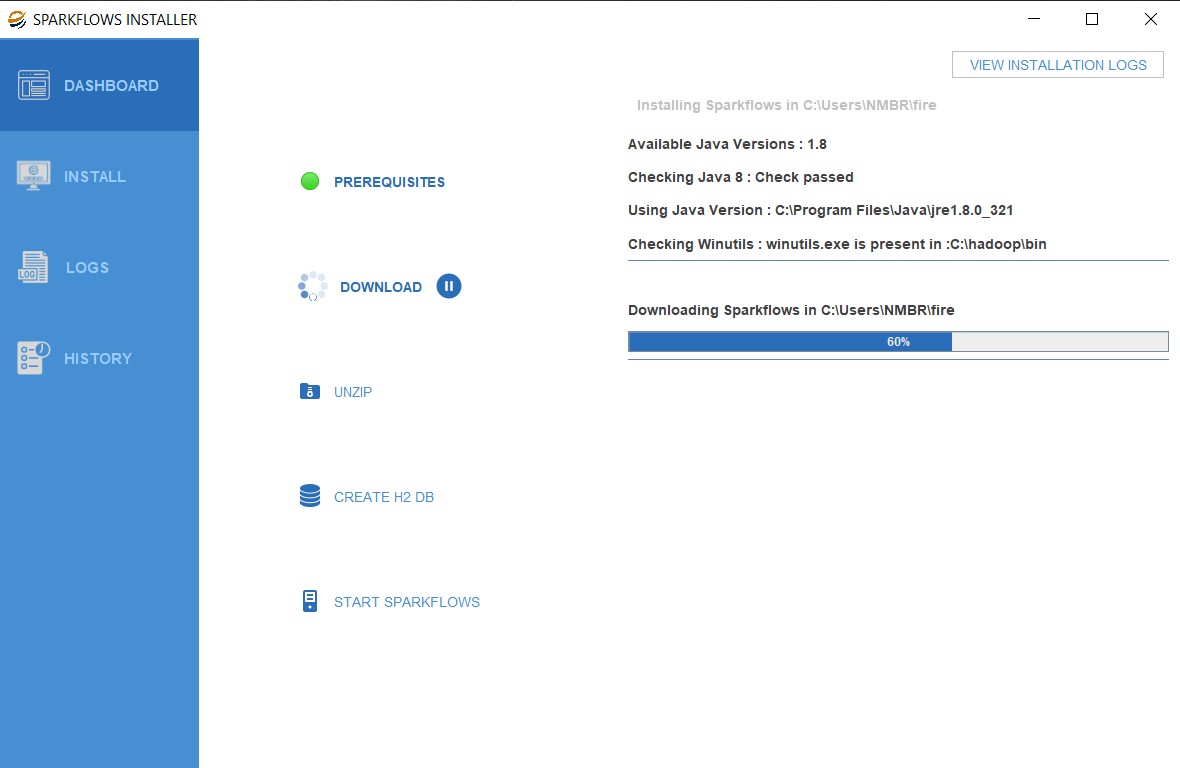 SPARKFLOWS INSTALLER
DASHBOARD
INSTALL
LOG
LOGS
HISTORY
PREREQUISITES
DOWNLOAD
UNZIP
CREATE H2 DB
START SPARKFLOWS
VIEW INSTALLATION LOGS
Installing Sparkflows in C:\Users\NMBR\fire
Available Java Versions : 1.8
Checking Java 8 : Check passed
Using Java Version : C:\Program Files\Java\jre1.8.0_321
Checking Winutils : winutils.exe is present in :C:\hadoop\bin
Downloading Sparkflows in C:\Users\NMBR\fire
60%